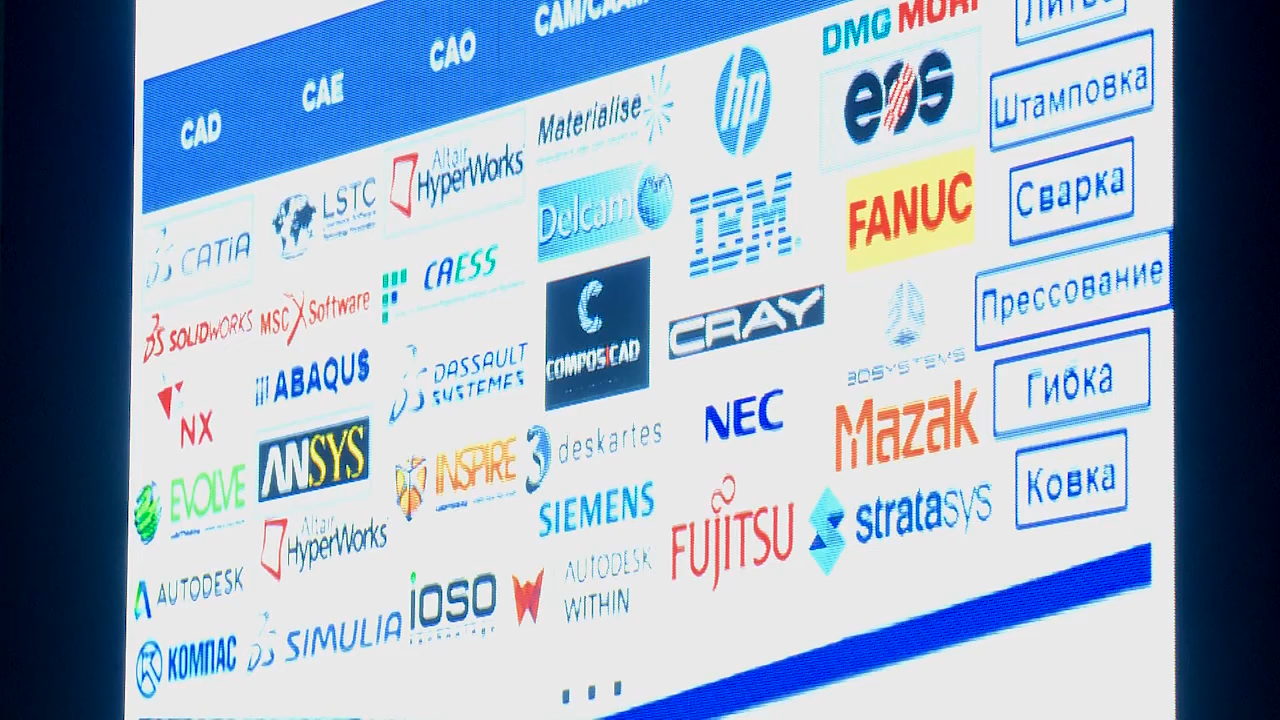 CAD
CAE
CAO
CAM/CAAM
CATIA
SOLIDWORKS
NX
EVOLVE
AUTODESK
КОМПАС
LSTC
MSC Software
ABAQUS
ANSYS
Altair
HyperWorks
SIMULIA
Altair
HyperWorks
CAESS
DASSAULT
SYSTEMES
INSPIRE
ioso
technology
Materialise
Delcam
COMPOSICAD
deskartes
SIEMENS
AUTODESK
WITHIN
hp
IBM
CRAY
NEC
FUJITSU
DMG MORI
eos
FANUC
3DSYSTEMS
Mazak
stratasys
Литьё
Штамповка
Сварка
Прессование
Гибка
Ковка
...